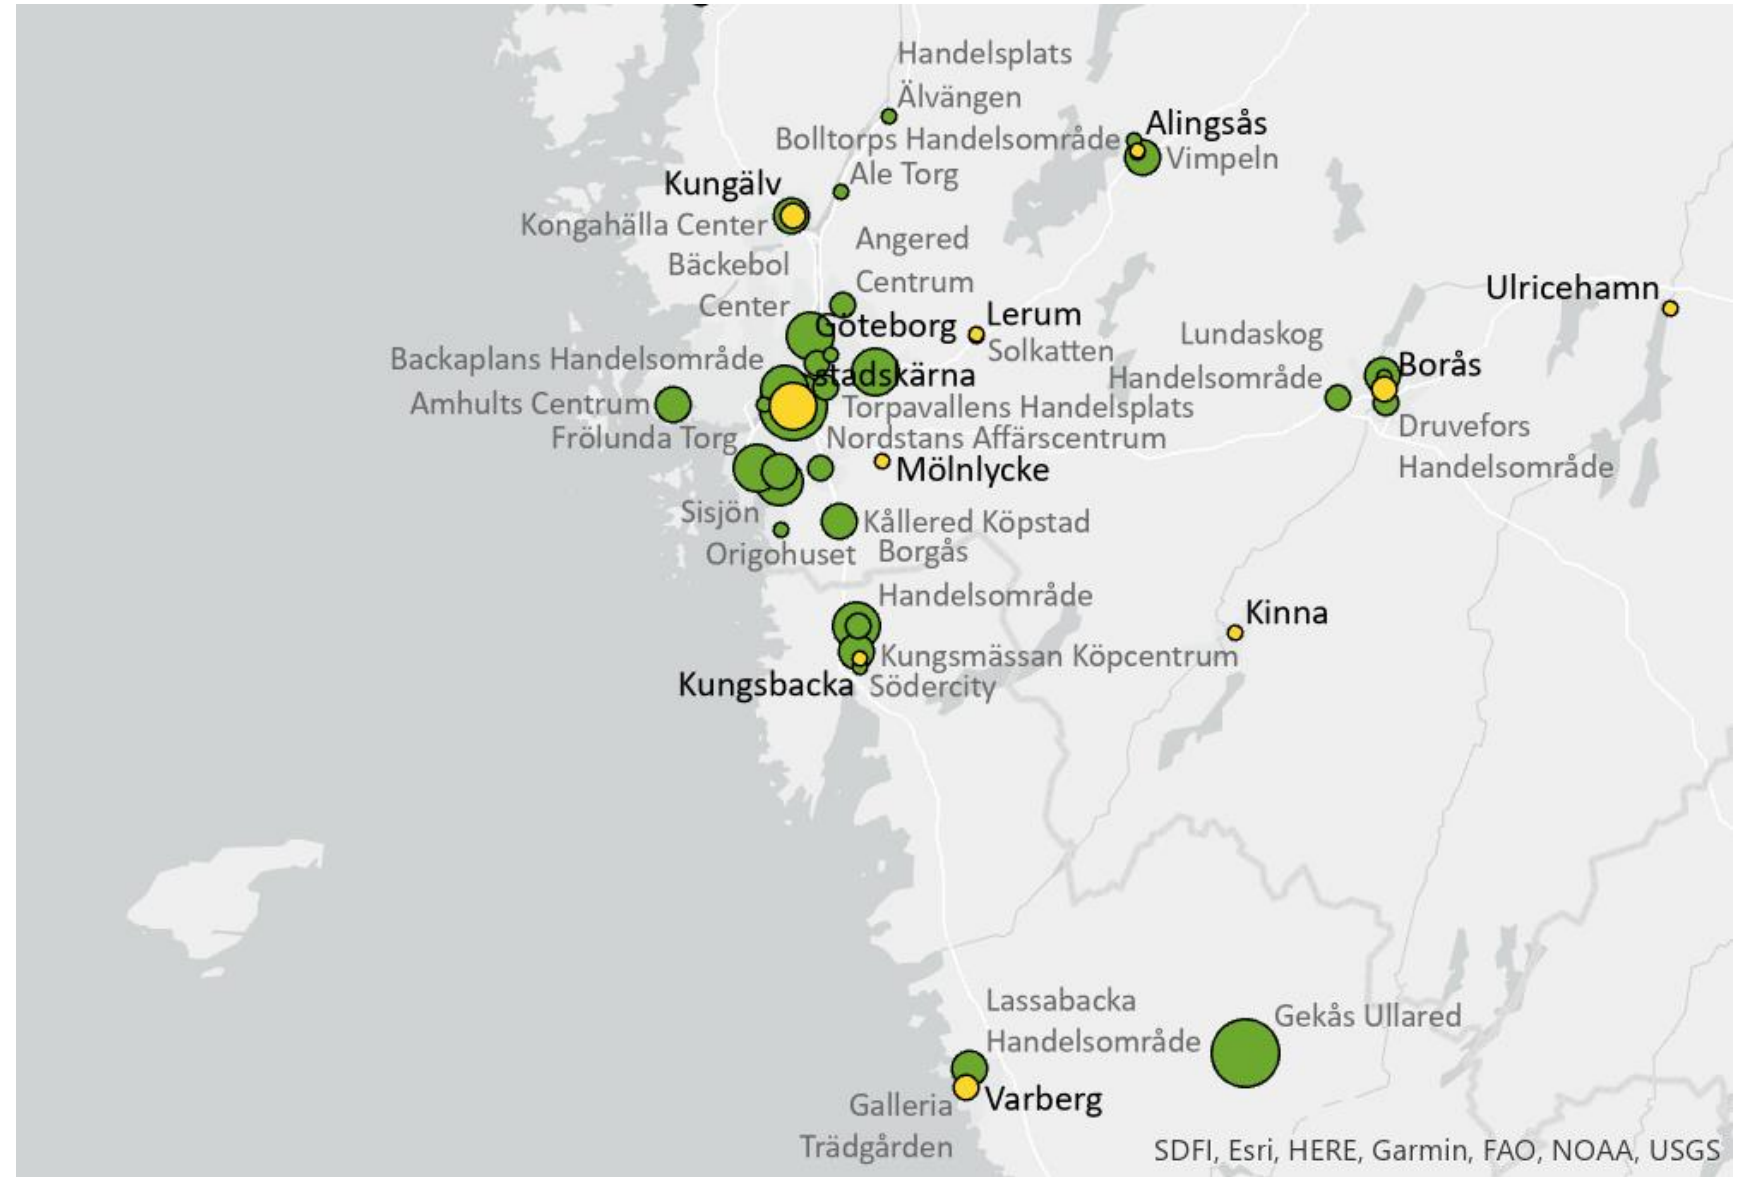 Handelsplats
Älvängen
Alingsås
Bolltorps Handelsområde
Vimpeln
Ale Torg
Kungälv
Kongahälla Center
Angered
Centrum
Bäckebol
Center
Ulricehamn
Lerum
Göteborg
Solkatten
Lundaskog
Handelsområde
Backaplans Handelsområde
Borås
stadskärna
Amhults Centrum
Torpavallens Handelsplats
Druvefors
Handelsområde
Frölunda Torg
Nordstans Affärscentrum
Mölnlycke
Sisjön
Kållered Köpstad
Origohuset
Borgås
Handelsområde
Kinna
Kungsmässan Köpcentrum
Kungsbacka
Södercity
Lassabacka
Handelsområde
Gekås Ullared
Varberg
Galleria
Trädgården
SDFI, Esri, HERE, Garmin, FAO, NOAA, USGS